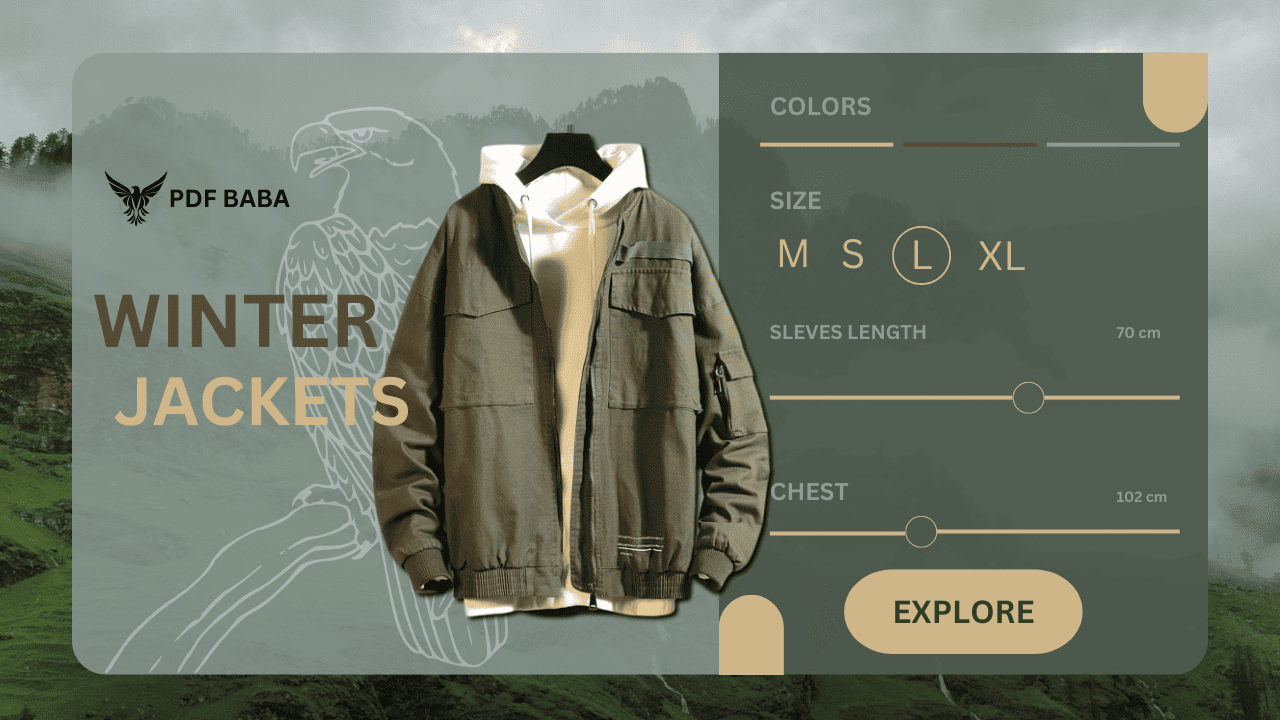 PDF BABA
WINTER
JACKETS
COLORS
SIZE
M S L XL
SLEVES LENGTH 70 cm
CHEST 102 cm
EXPLORE